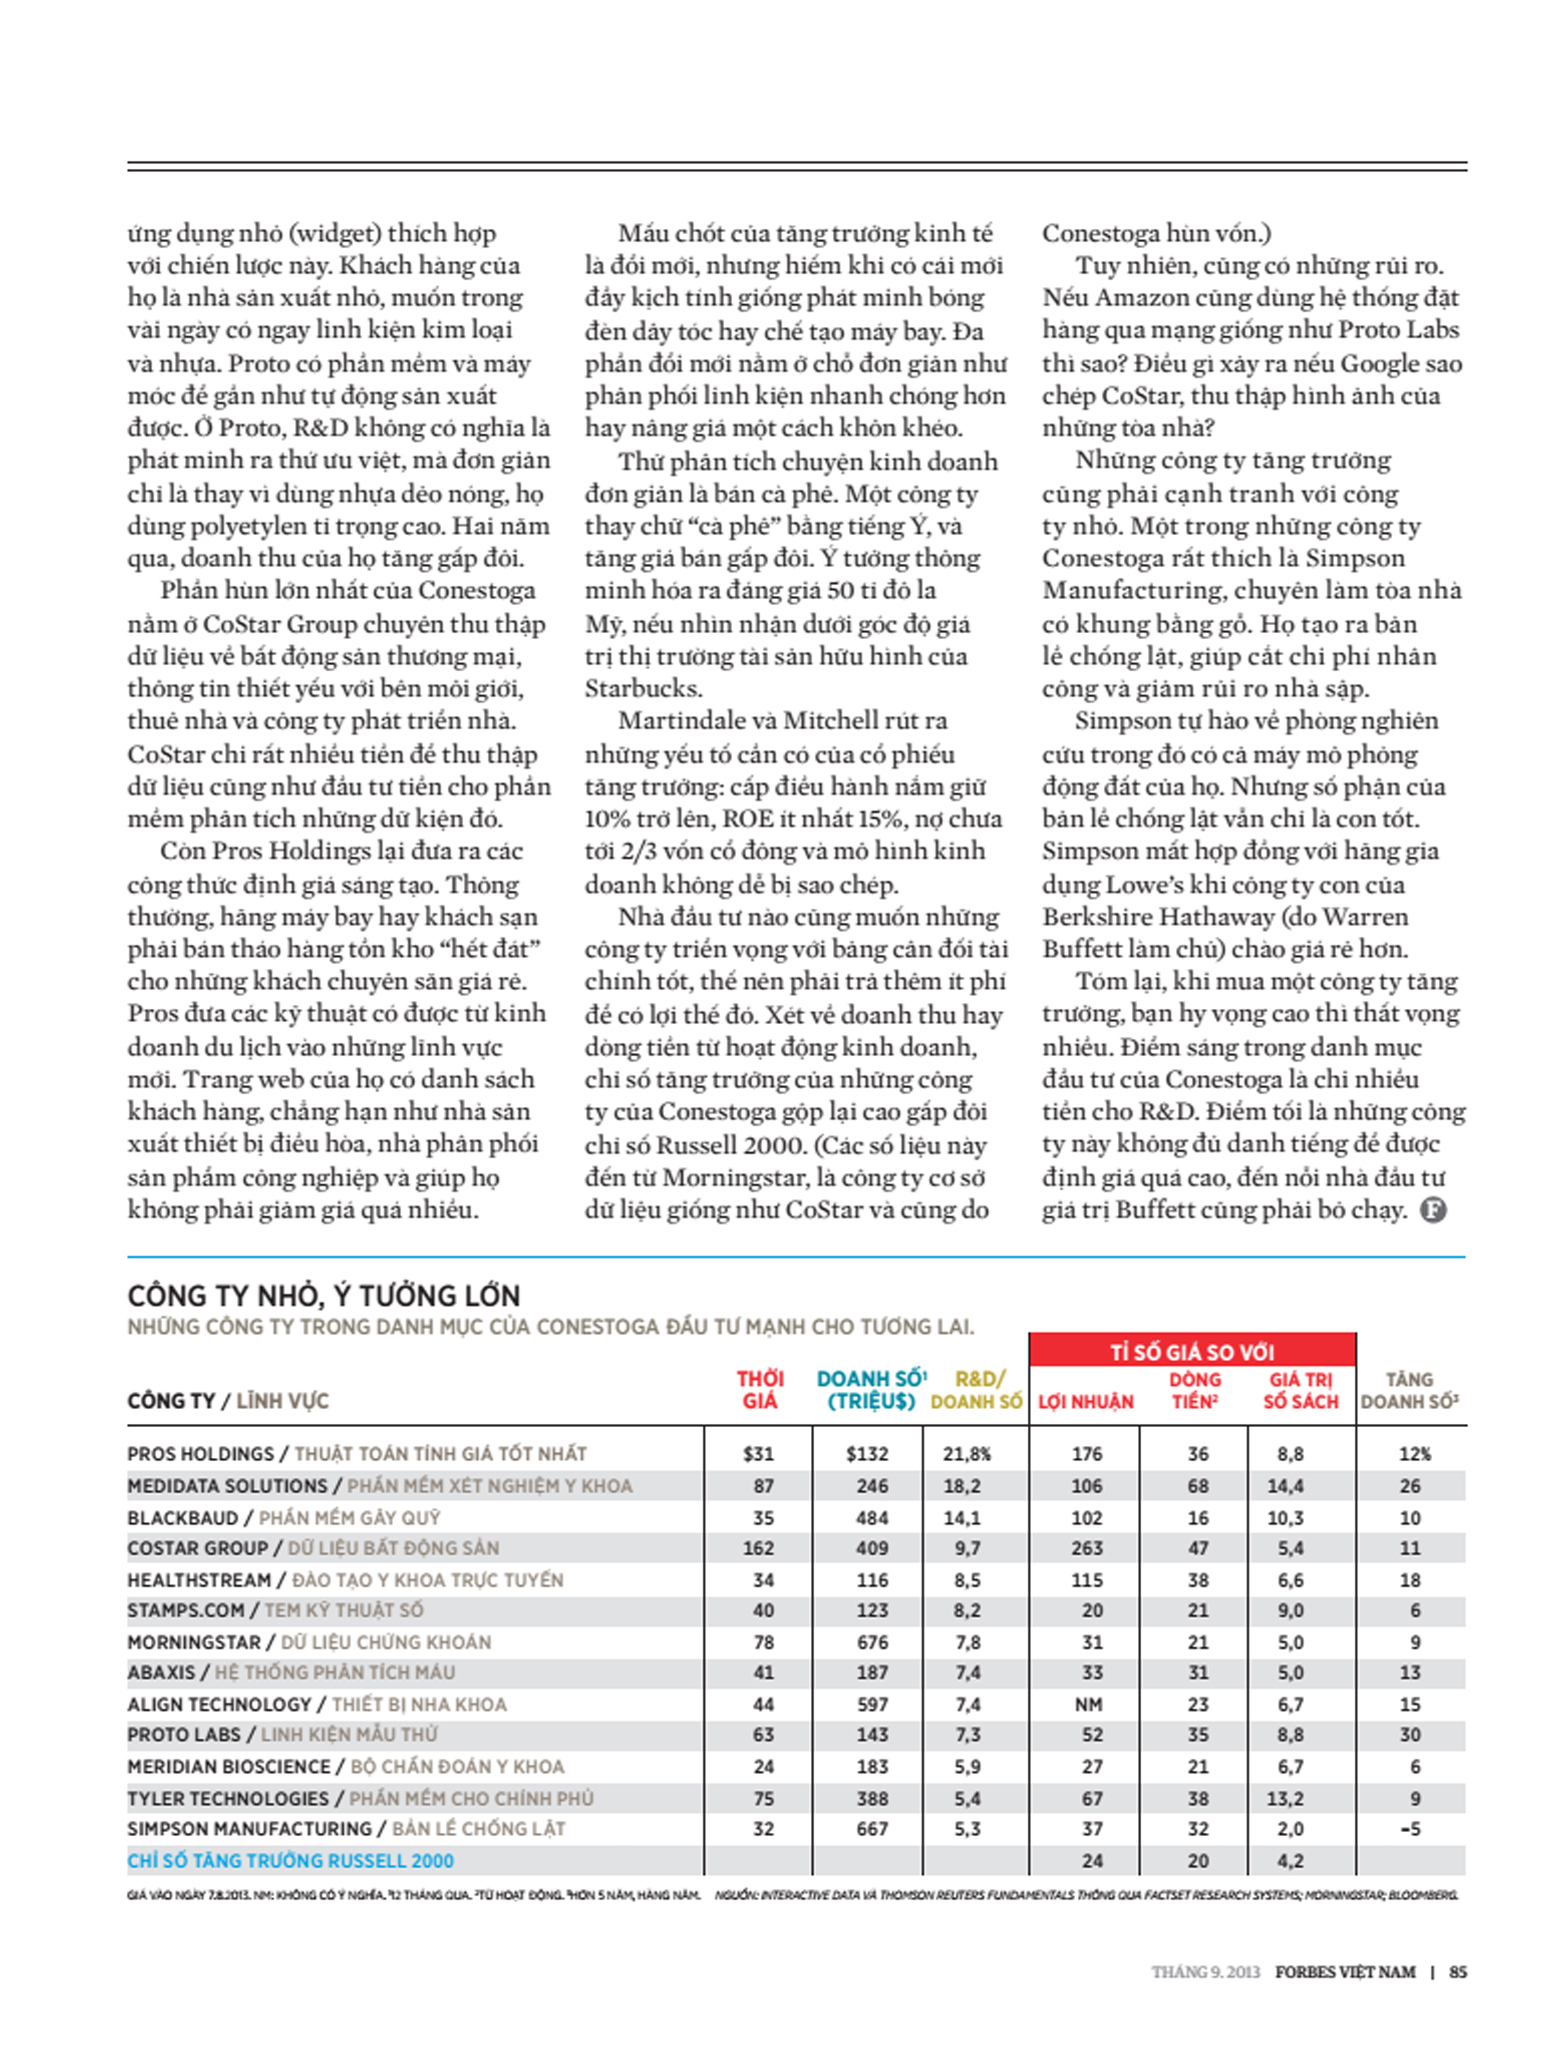 ứng dụng nhỏ (widget) thích hợp
với chiến lược này. Khách hàng của
họ là nhà sản xuất nhỏ, muốn trong
vài ngày có ngay linh kiện kim loại
và nhựa. Proto có phần mềm và máy
móc để gần như tự động sản xuất
được. Ở Proto, R&D không có nghĩa là
phát minh ra thứ ưu việt, mà đơn giản
chỉ là thay vì dùng nhựa dẻo nóng, họ
dùng polyetylen tỉ trọng cao. Hai năm
qua, doanh thu của họ tăng gấp đôi.
Phần hùn lớn nhất của Conestoga
nằm ở CoStar Group chuyên thu thập
dữ liệu về bất động sản thương mại,
thông tin thiết yếu với bên môi giới,
thuê nhà và công ty phát triển nhà.
CoStar chi rất nhiều tiền để thu thập
dữ liệu cũng như đầu tư tiền cho phần
mềm phân tích những dữ kiện đó.
Còn Pros Holdings lại đưa ra các
công thức định giá sáng tạo. Thông
thường, hãng máy bay hay khách sạn
phải bán tháo hàng tồn kho “hết đát”
cho những khách chuyên săn giá rẻ.
Pros đưa các kỹ thuật có được từ kinh
doanh du lịch vào những lĩnh vực
mới. Trang web của họ có danh sách
khách hàng, chẳng hạn như nhà sản
xuất thiết bị điều hòa, nhà phân phối
sản phẩm công nghiệp và giúp họ
không phải giảm giá quá nhiều.
Mấu chốt của tăng trưởng kinh tế
là đổi mới, nhưng hiếm khi có cái mới
đầy kịch tính giống phát minh bóng
đèn dây tóc hay chế tạo máy bay. Đa
phần đổi mới nằm ở chỗ đơn giản như
phân phối linh kiện nhanh chóng hơn
hay nâng giá một cách khôn khéo.
Thử phân tích chuyện kinh doanh
đơn giản là bán cà phê. Một công ty
thay chữ “cà phê” bằng tiếng Ý, và
tăng giá bán gấp đôi. Ý tưởng thông
minh hóa ra đáng giá 50 tỉ đô la
Mỹ, nếu nhìn nhận dưới góc độ giá
trị thị trường tài sản hữu hình của
Starbucks.
Martindale và Mitchell rút ra
những yếu tố cần có của cổ phiếu
tăng trưởng: cấp điều hành nắm giữ
10% trở lên, ROE ít nhất 15%, nợ chưa
tới 2/3 vốn cổ đông và mô hình kinh
doanh không dễ bị sao chép.
Nhà đầu tư nào cũng muốn những
công ty triển vọng với bảng cân đối tài
chính tốt, thế nên phải trả thêm ít phí
để có lợi thế đó. Xét về doanh thu hay
dòng tiền từ hoạt động kinh doanh,
chỉ số tăng trưởng của những công
ty của Conestoga gộp lại cao gấp đôi
chỉ số Russell 2000. (Các số liệu này
đến từ Morningstar, là công ty cơ sở
dữ liệu giống như CoStar và cũng do
Conestoga hùn vốn.)
Tuy nhiên, cũng có những rủi ro.
Nếu Amazon cũng dùng hệ thống đặt
hàng qua mạng giống như Proto Labs
thì sao? Điều gì xảy ra nếu Google sao
chép CoStar, thu thập hình ảnh của
những tòa nhà?
Những công ty tăng trưởng
cũng phải cạnh tranh với công
ty nhỏ. Một trong những công ty
Conestoga rất thích là Simpson
Manufacturing, chuyên làm tòa nhà
có khung bằng gỗ. Họ tạo ra bản
lề chống lật, giúp cắt chi phí nhân
công và giảm rủi ro nhà sập.
Simpson tự hào về phòng nghiên
cứu trong đó có cả máy mô phỏng
động đất của họ. Nhưng số phận của
bản lề chống lật vẫn chỉ là con tốt.
Simpson mất hợp đồng với hãng gia
dụng Lowe’s khi công ty con của
Berkshire Hathaway (do Warren
Buffett làm chủ) chào giá rẻ hơn.
Tóm lại, khi mua một công ty tăng
trưởng, bạn hy vọng cao thì thất vọng
nhiều. Điểm sáng trong danh mục
đầu tư của Conestoga là chi nhiều
tiền cho R&D. Điểm tối là những công
ty này không đủ danh tiếng để được
định giá quá cao, đến nỗi nhà đầu tư
giá trị Buffett cũng phải bỏ chạy. F
CÔNG TY NHỎ, Ý TƯỞNG LỚN
NHỮNG CÔNG TY TRONG DANH MỤC CỦA CONESTOGA ĐẦU TƯ MẠNH CHO TƯƠNG LAI.
TỈ SỐ GIÁ SO VỚI
CÔNG TY / LĨNH VỰC THỜI GIÁ DOANH SỐ¹ (TRIỆU$) R&D/ DOANH SỐ LỢI NHUẬN DÒNG TIỀN² GIÁ TRỊ SỔ SÁCH TĂNG DOANH SỐ³
PROS HOLDINGS / THUẬT TOÁN TÍNH GIÁ TỐT NHẤT $31 $132 21,8% 176 36 8,8 12%
MEDIDATA SOLUTIONS / PHẦN MỀM XÉT NGHIỆM Y KHOA 87 246 18,2 106 68 14,4 26
BLACKBAUD / PHẦN MỀM GÂY QUỸ 35 484 14,1 102 16 10,3 10
COSTAR GROUP / DỮ LIỆU BẤT ĐỘNG SẢN 162 409 9,7 263 47 5,4 11
HEALTHSTREAM / ĐÀO TẠO Y KHOA TRỰC TUYẾN 34 116 8,5 115 38 6,6 18
STAMPS.COM / TEM KỸ THUẬT SỐ 40 123 8,2 20 21 9,0 6
MORNINGSTAR / DỮ LIỆU CHỨNG KHOÁN 78 676 7,8 31 21 5,0 9
ABAXIS / HỆ THỐNG PHÂN TÍCH MÁU 41 187 7,4 33 31 5,0 13
ALIGN TECHNOLOGY / THIẾT BỊ NHA KHOA 44 597 7,4 NM 23 6,7 15
PROTO LABS / LINH KIỆN MẪU THỬ 63 143 7,3 52 35 8,8 30
MERIDIAN BIOSCIENCE / BỘ CHẨN ĐOÁN Y KHOA 24 183 5,9 27 21 6,7 6
TYLER TECHNOLOGIES / PHẦN MỀM CHO CHÍNH PHỦ 75 388 5,4 67 38 13,2 9
SIMPSON MANUFACTURING / BẢN LỀ CHỐNG LẬT 32 667 5,3 37 32 2,0 -5
CHỈ SỐ TĂNG TRƯỞNG RUSSELL 2000 24 20 4,2
GIÁ VÀO NGÀY 7.8.2013. NM: KHÔNG CÓ Ý NGHĨA. ¹12 THÁNG QUA. ²TỪ HOẠT ĐỘNG. ³HƠN 5 NĂM, HÀNG NĂM. NGUỒN: INTERACTIVE DATA VÀ THOMSON REUTERS FUNDAMENTALS THÔNG QUA FACTSET RESEARCH SYSTEMS; MORNINGSTAR; BLOOMBERG.
THÁNG 9. 2013 FORBES VIỆT NAM | 85